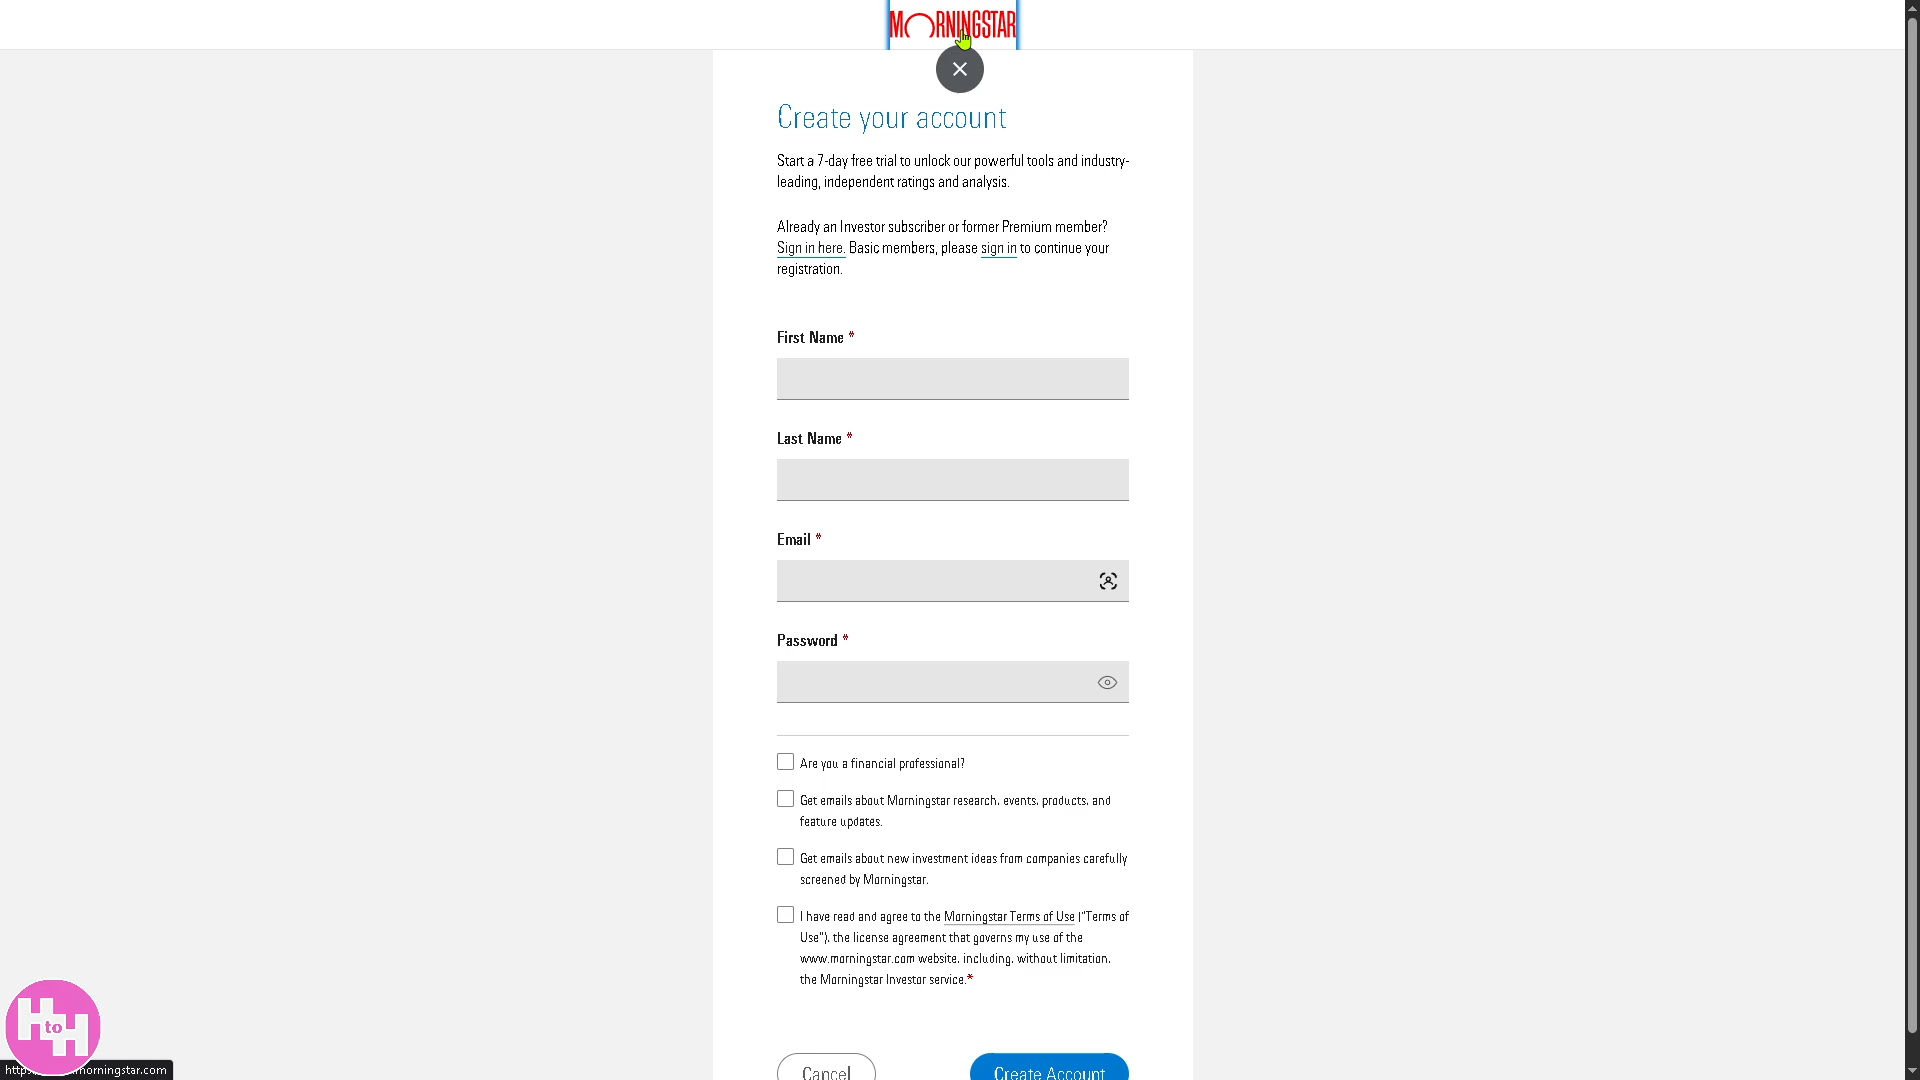 MORNINGSTAR
Create your account
Start a 7-day free trial to unlock our powerful tools and industry-
leading, independent ratings and analysis.
Already an Investor subscriber or former Premium member?
Sign in here. Basic members, please sign in to continue your
registration.
First Name *
Last Name *
Email *
Password *
Are you a financial professional?
Get emails about Morningstar research, events, products, and
feature updates.
Get emails about new investment ideas from companies carefully
screened by Morningstar.
I have read and agree to the Morningstar Terms of Use ("Terms of
Use"), the license agreement that governs my use of the
www.morningstar.com website, including, without limitation,
the Morningstar Investor service.*
Cancel
Create Account
H to H
morningstar.com